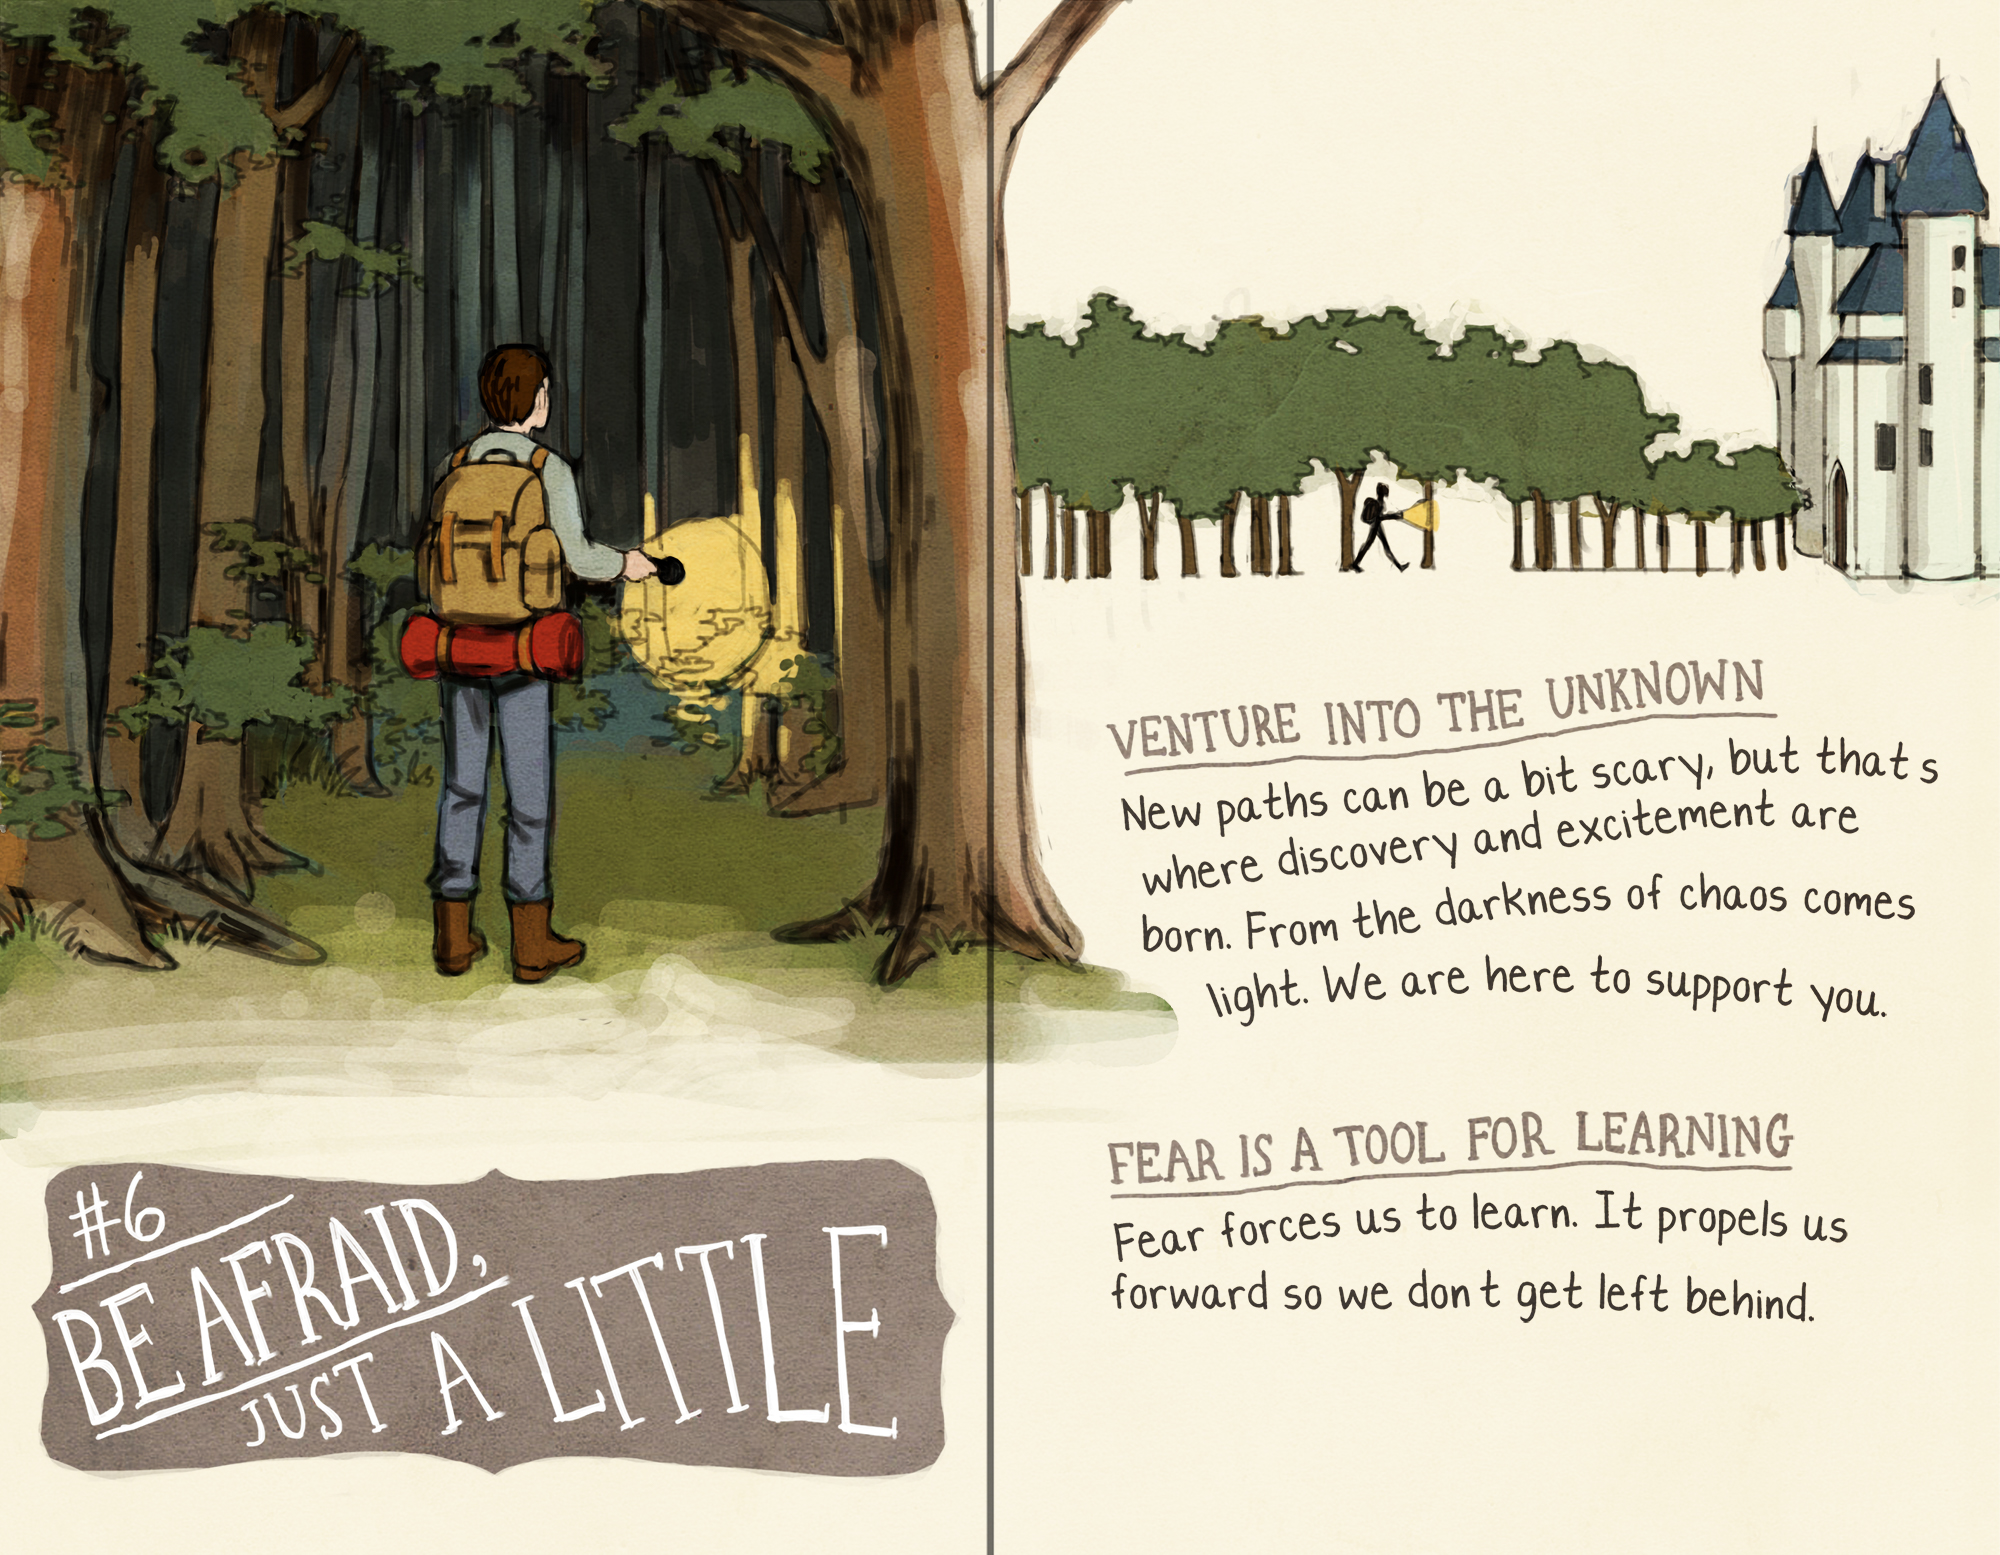 #6
BE AFRAID,
JUST A LITTLE
VENTURE INTO THE UNKNOWN
New paths can be a bit scary, but thats
where discovery and excitement are
born. From the darkness of chaos comes
light. We are here to support you.
FEAR IS A TOOL FOR LEARNING
Fear forces us to learn. It propels us
forward so we dont get left behind.